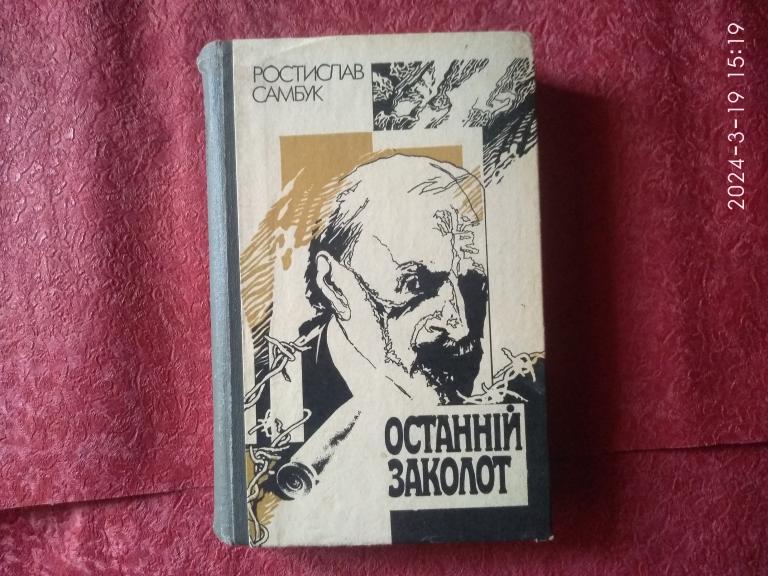 РОСТИСЛАВ
САМБУК
ОСТАННІЙ
ЗАКОЛОТ
2024-3-19 15:19